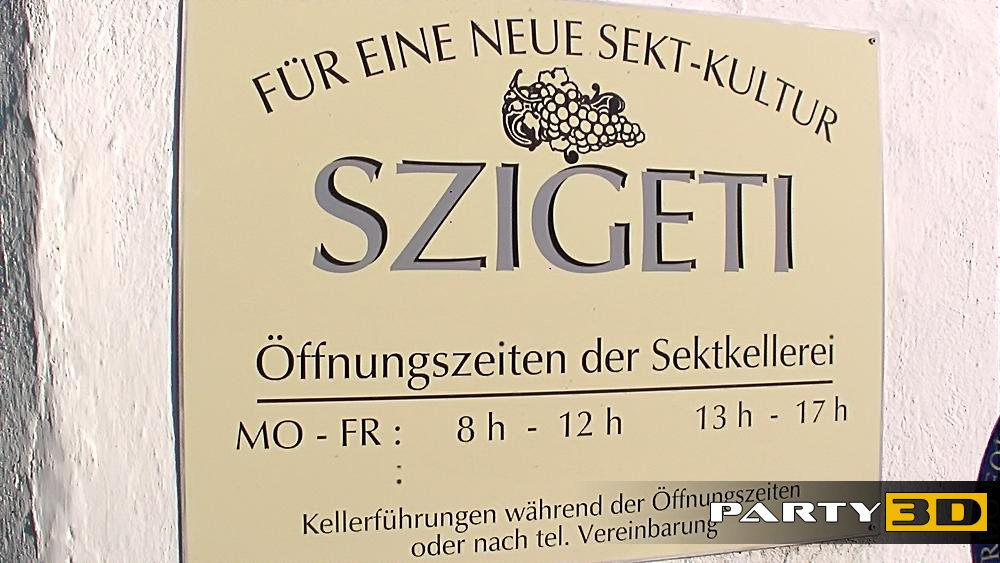 FÜR EINE NEUE SEKT-KULTUR
SZIGETI
Öffnungszeiten der Sektkellerei
MO - FR : 8 h - 12 h 13 h - 17 h
:
Kellerführungen während der Öffnungszeiten
oder nach tel. Vereinbarung
PARTY 3D